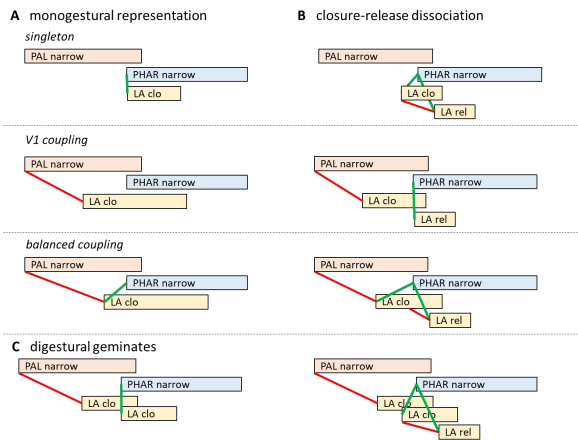 A monogestural representation
B closure-release dissociation
singleton
PAL narrow
PHAR narrow
LA clo
PAL narrow
PHAR narrow
LA clo
LA rel
V1 coupling
PAL narrow
PHAR narrow
LA clo
PAL narrow
PHAR narrow
LA clo
LA rel
balanced coupling
PAL narrow
PHAR narrow
LA clo
PAL narrow
PHAR narrow
LA clo
LA rel
C digestural geminates
PAL narrow
PHAR narrow
LA clo
LA clo
PAL narrow
PHAR narrow
LA clo
LA clo
LA rel